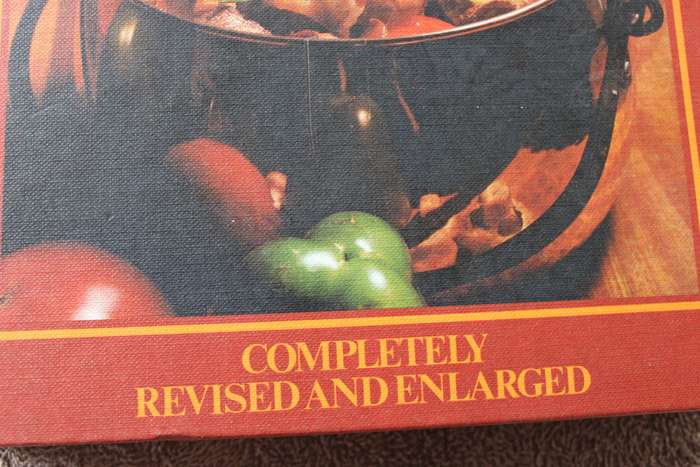 COMPLETELY
REVISED AND ENLARGED